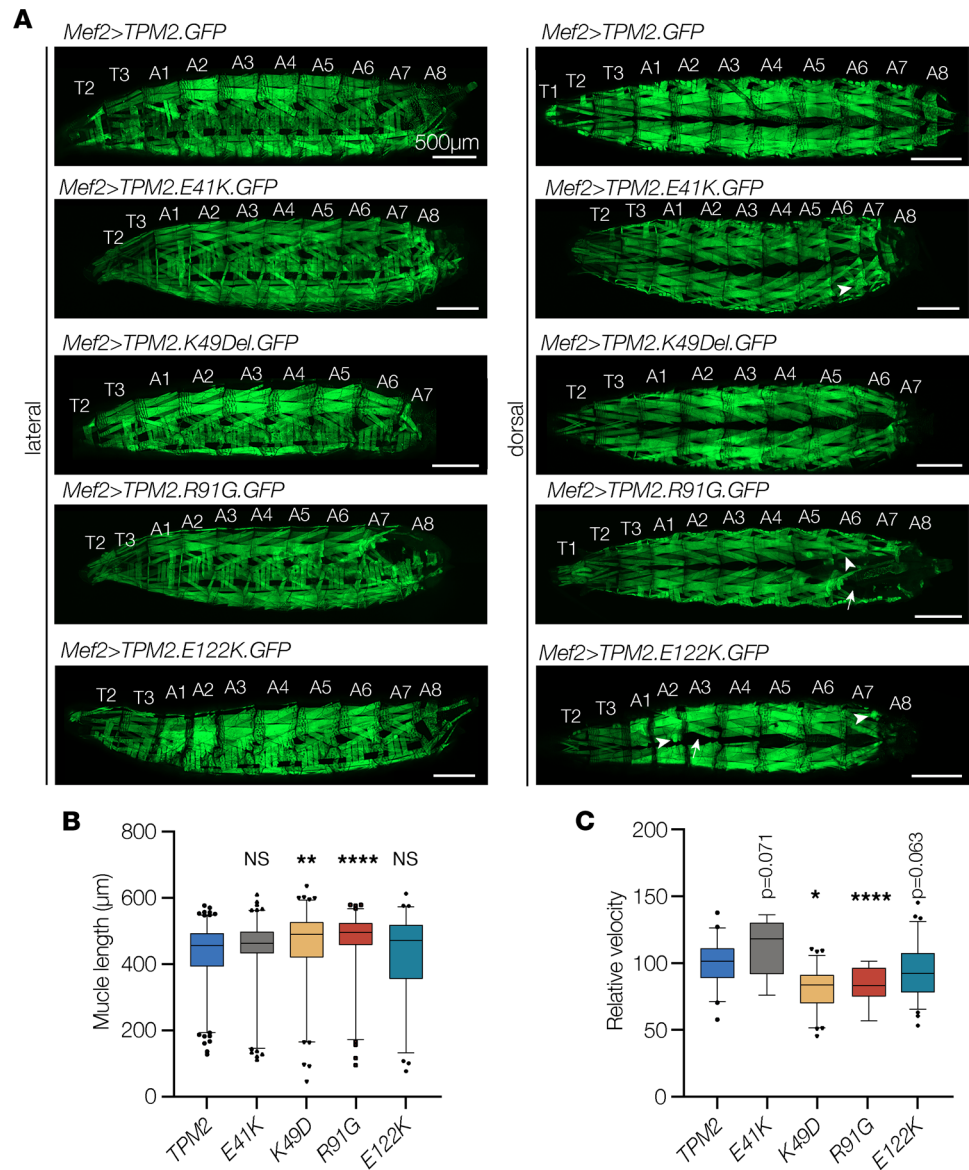 A
Mef2>TPM2.GFP
T2 T3 A1 A2 A3 A4 A5 A6 A7 A8
500µm
Mef2>TPM2.E41K.GFP
T2 T3 A1 A2 A3 A4 A5 A6 A7 A8
Mef2>TPM2.K49Del.GFP
T2 T3 A1 A2 A3 A4 A5 A6 A7
lateral
Mef2>TPM2.R91G.GFP
T2 T3 A1 A2 A3 A4 A5 A6 A7 A8
Mef2>TPM2.E122K.GFP
T2 T3 A1 A2 A3 A4 A5 A6 A7 A8
Mef2>TPM2.GFP
T1 T2 T3 A1 A2 A3 A4 A5 A6 A7 A8
Mef2>TPM2.E41K.GFP
T2 T3 A1 A2 A3 A4 A5 A6 A7 A8
Mef2>TPM2.K49Del.GFP
T2 T3 A1 A2 A3 A4 A5 A6 A7
dorsal
Mef2>TPM2.R91G.GFP
T1 T2 T3 A1 A2 A3 A4 A5 A6 A7 A8
Mef2>TPM2.E122K.GFP
T2 T3 A1 A2 A3 A4 A5 A6 A7 A8
B
Mucle length (µm)
800
600
400
200
0
NS ** **** NS
TPM2 E41K K49D R91G E122K
C
Relative velocity
200
150
100
50
0
p=0.071 * **** p=0.063
TPM2 E41K K49D R91G E122K